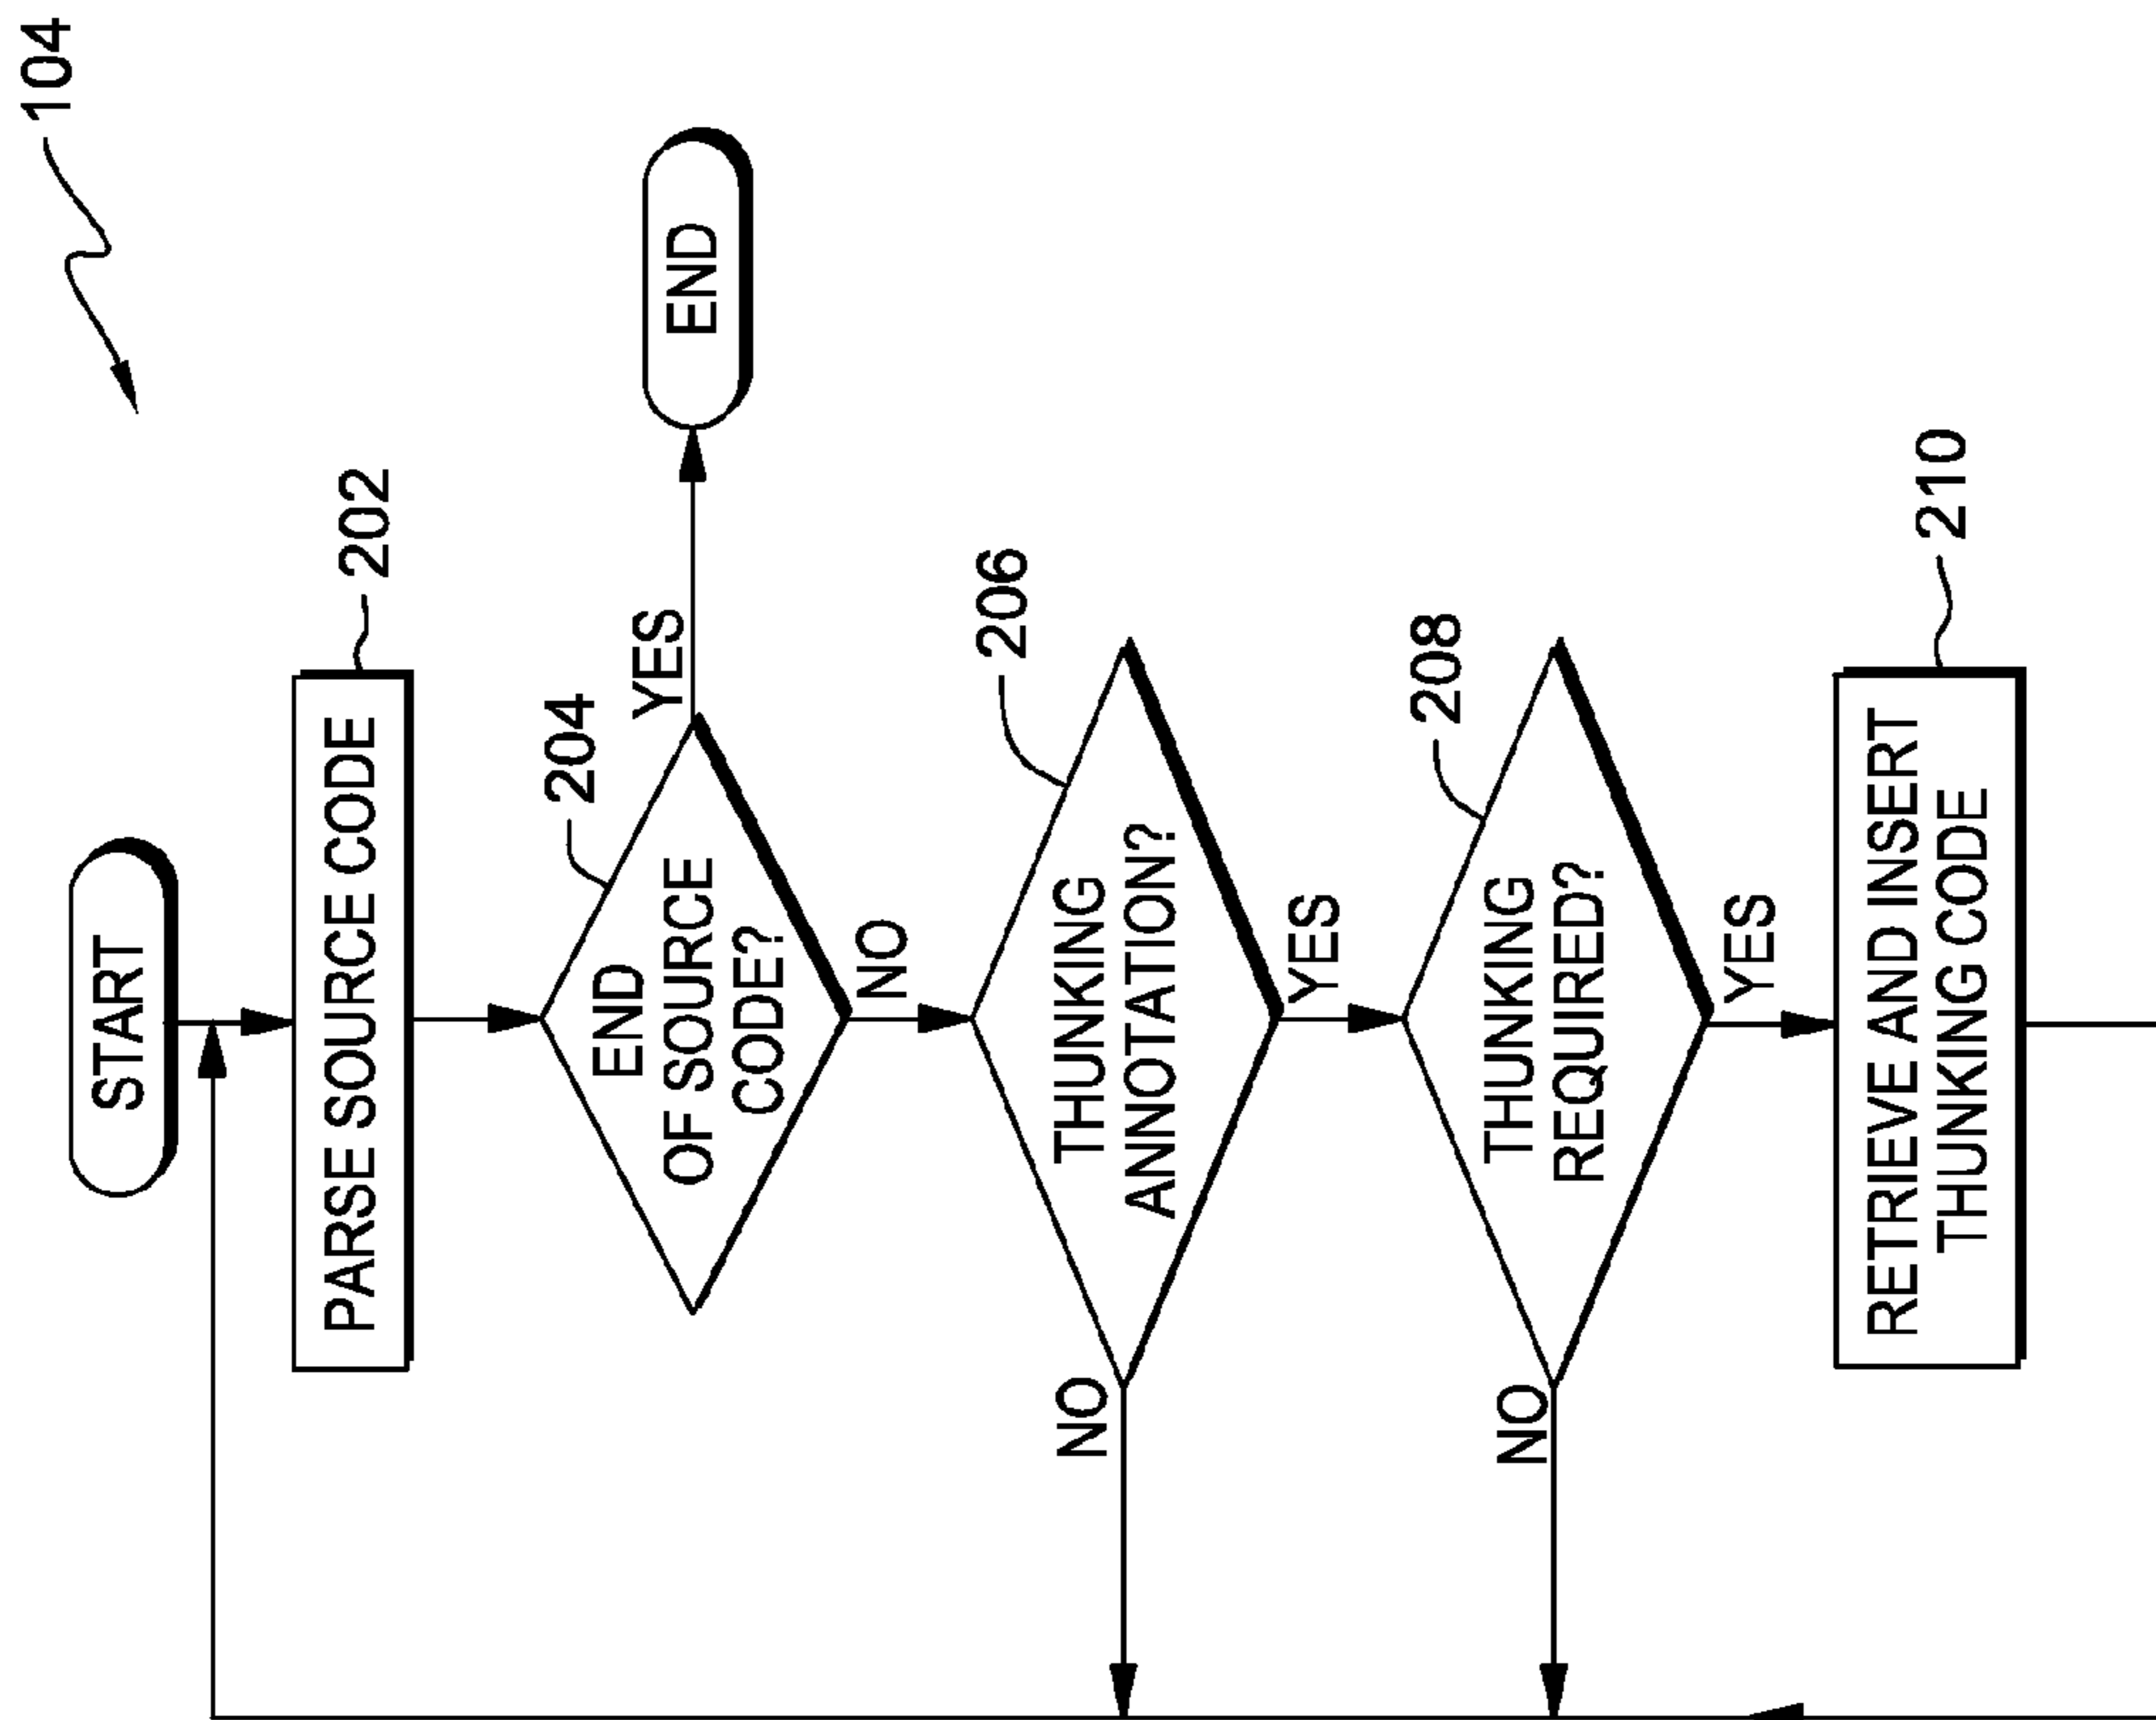 104
START
PARSE SOURCE CODE
202
END
OF SOURCE
CODE?
204
YES
END
NO
THUNKING
ANNOTATION?
206
NO
YES
THUNKING
REQUIRED?
208
NO
YES
RETRIEVE AND INSERT
THUNKING CODE
210